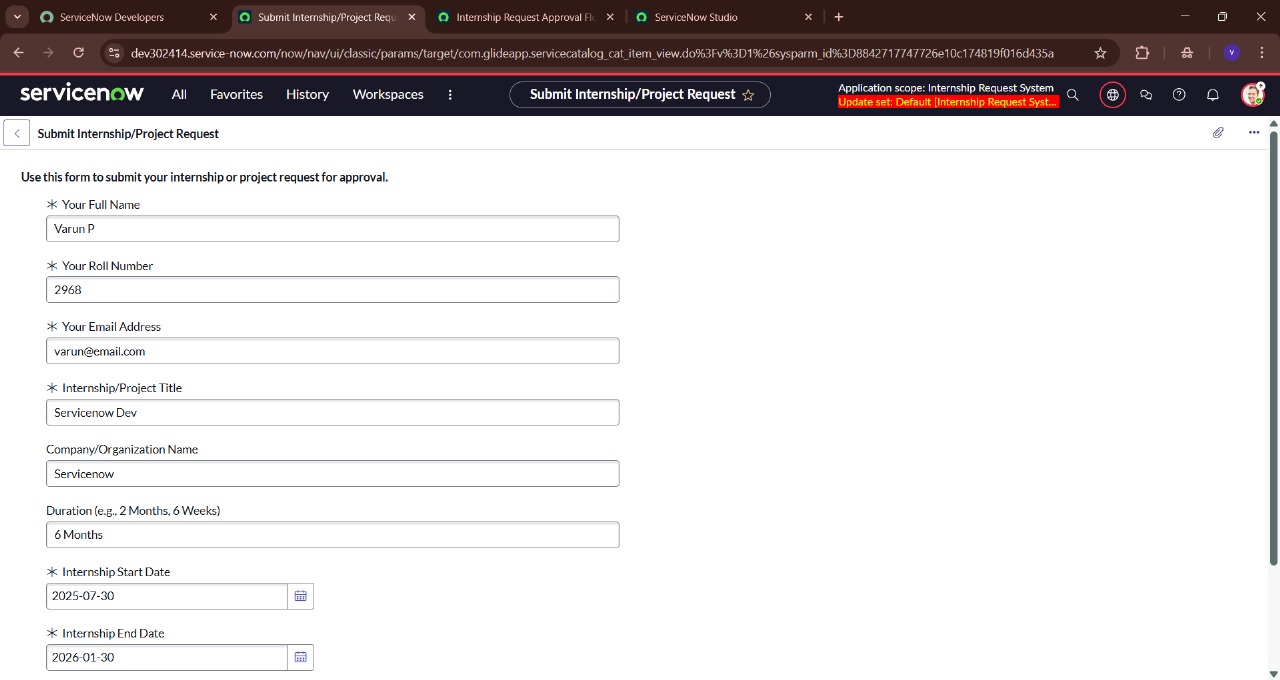 ServiceNow Developers
Submit Internship/Project Requ
Internship Request Approval Fl
ServiceNow Studio
dev302414.service-now.com/now/nav/ui/classic/params/target/com.glideapp.servicecatalog_cat_item_view.do%3Fv%3D1%26sysparm_id%3D8842717747726e10c174819f016d435a
V
servicenow
All
Favorites
History
Workspaces
Submit Internship/Project Request
Application scope: Internship Request System
Update set: Default [Internship Request Syst...
Submit Internship/Project Request
Use this form to submit your internship or project request for approval.
Your Full Name
Varun P
Your Roll Number
2968
Your Email Address
varun@email.com
Internship/Project Title
Servicenow Dev
Company/Organization Name
Servicenow
Duration (e.g., 2 Months, 6 Weeks)
6 Months
Internship Start Date
2025-07-30
Internship End Date
2026-01-30